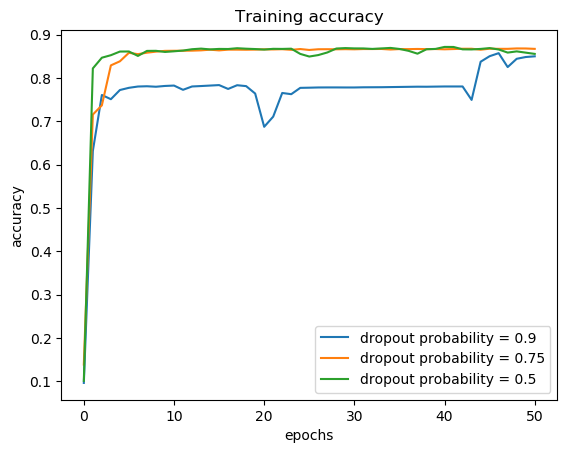 Training accuracy
accuracy
0.9
0.8
0.7
0.6
0.5
0.4
0.3
0.2
0.1
0
10
20
30
40
50
epochs
dropout probability = 0.9
dropout probability = 0.75
dropout probability = 0.5